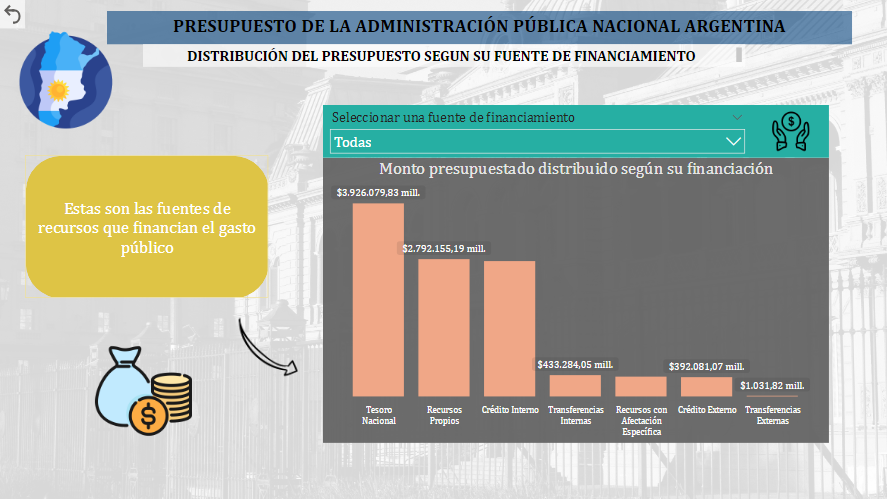 PRESUPUESTO DE LA ADMINISTRACIÓN PÚBLICA NACIONAL ARGENTINA
DISTRIBUCIÓN DEL PRESUPUESTO SEGUN SU FUENTE DE FINANCIAMIENTO
Seleccionar una fuente de financiamiento
Todas
Estas son las fuentes de
recursos que financian el gasto
público
Monto presupuestado distribuido según su financiación
$3.926.079,83 mill.
$2.792.155,19 mill.
$433.284,05 mill.
$392.081,07 mill.
$1.031,82 mill.
Tesoro
Nacional
Recursos
Propios
Crédito Interno
Transferencias
Internas
Recursos con
Afectación
Específica
Crédito Externo
Transferencias
Externas
$
$